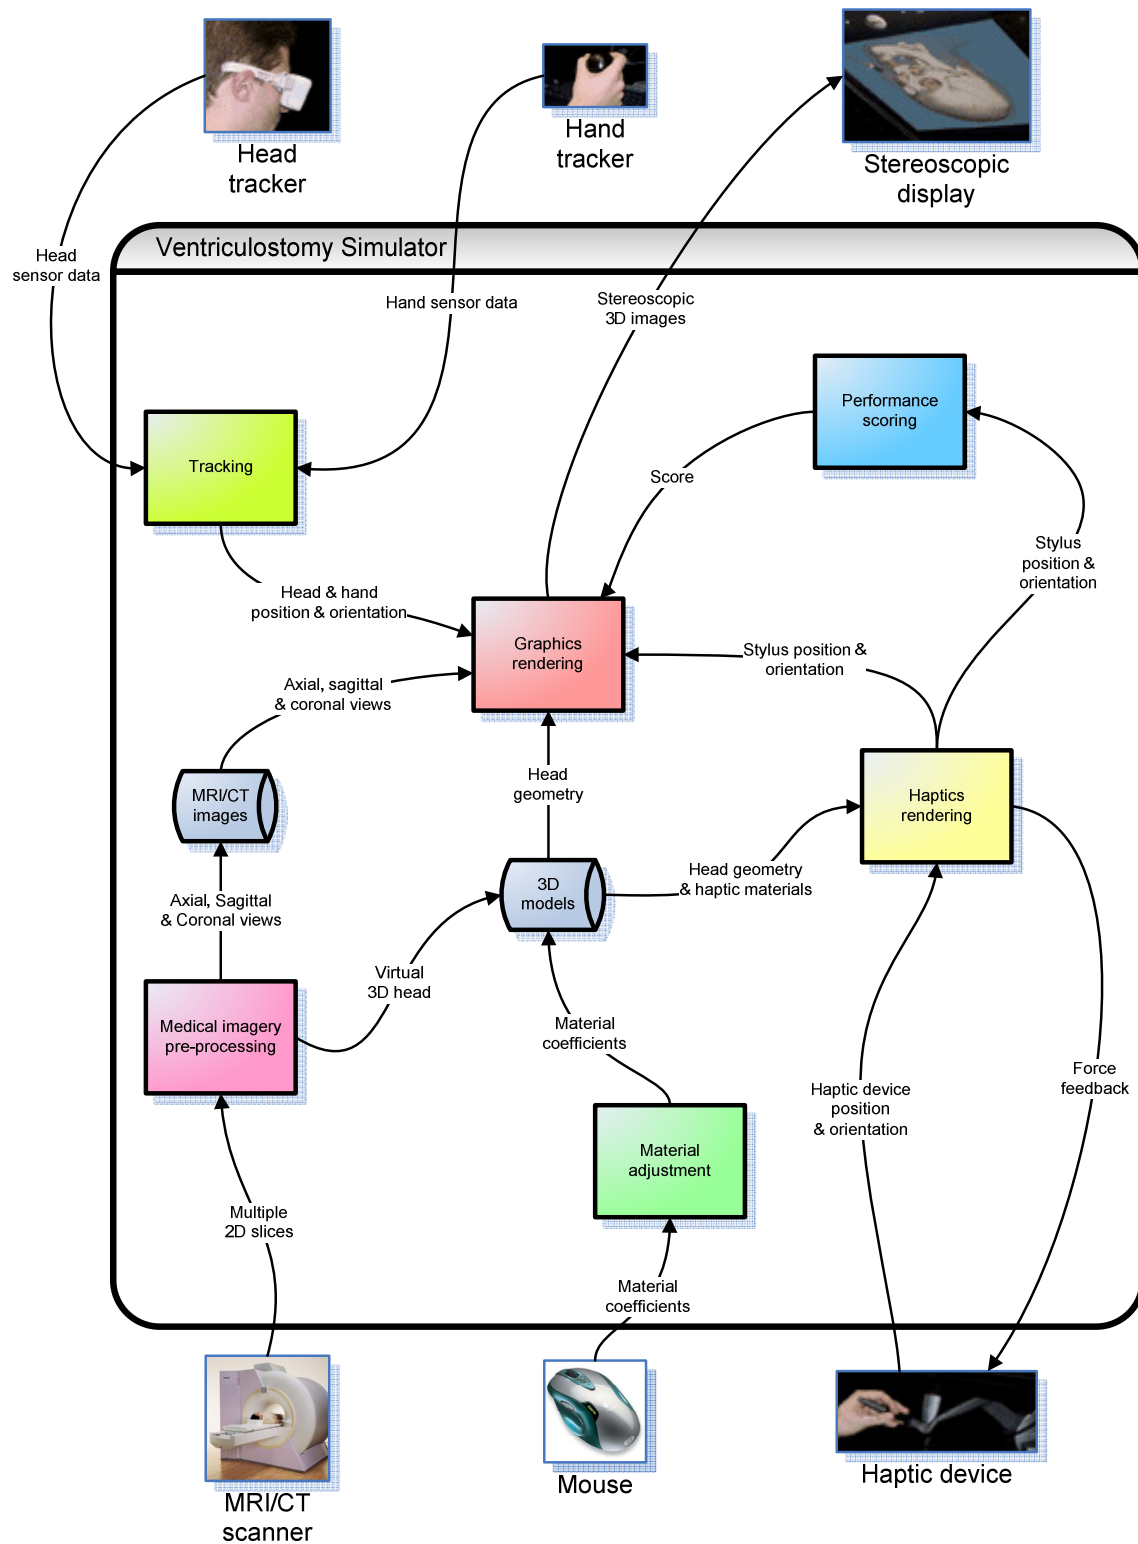 Head
tracker
Hand
tracker
Stereoscopic
display
Ventriculostomy Simulator
Head
sensor data
Hand sensor data
Stereoscopic
3D images
Performance
scoring
Tracking
Score
Stylus
position &
orientation
Head & hand
position & orientation
Graphics
rendering
Stylus position &
orientation
Axial, sagittal
& coronal views
Head
geometry
MRI/CT
images
Haptics
rendering
3D
models
Head geometry
& haptic materials
Axial, Sagittal
& Coronal views
Virtual
3D head
Medical imagery
pre-processing
Material
coefficients
Force
feedback
Haptic device
position
& orientation
Material
adjustment
Multiple
2D slices
Material
coefficients
MRI/CT
scanner
Mouse
Haptic device